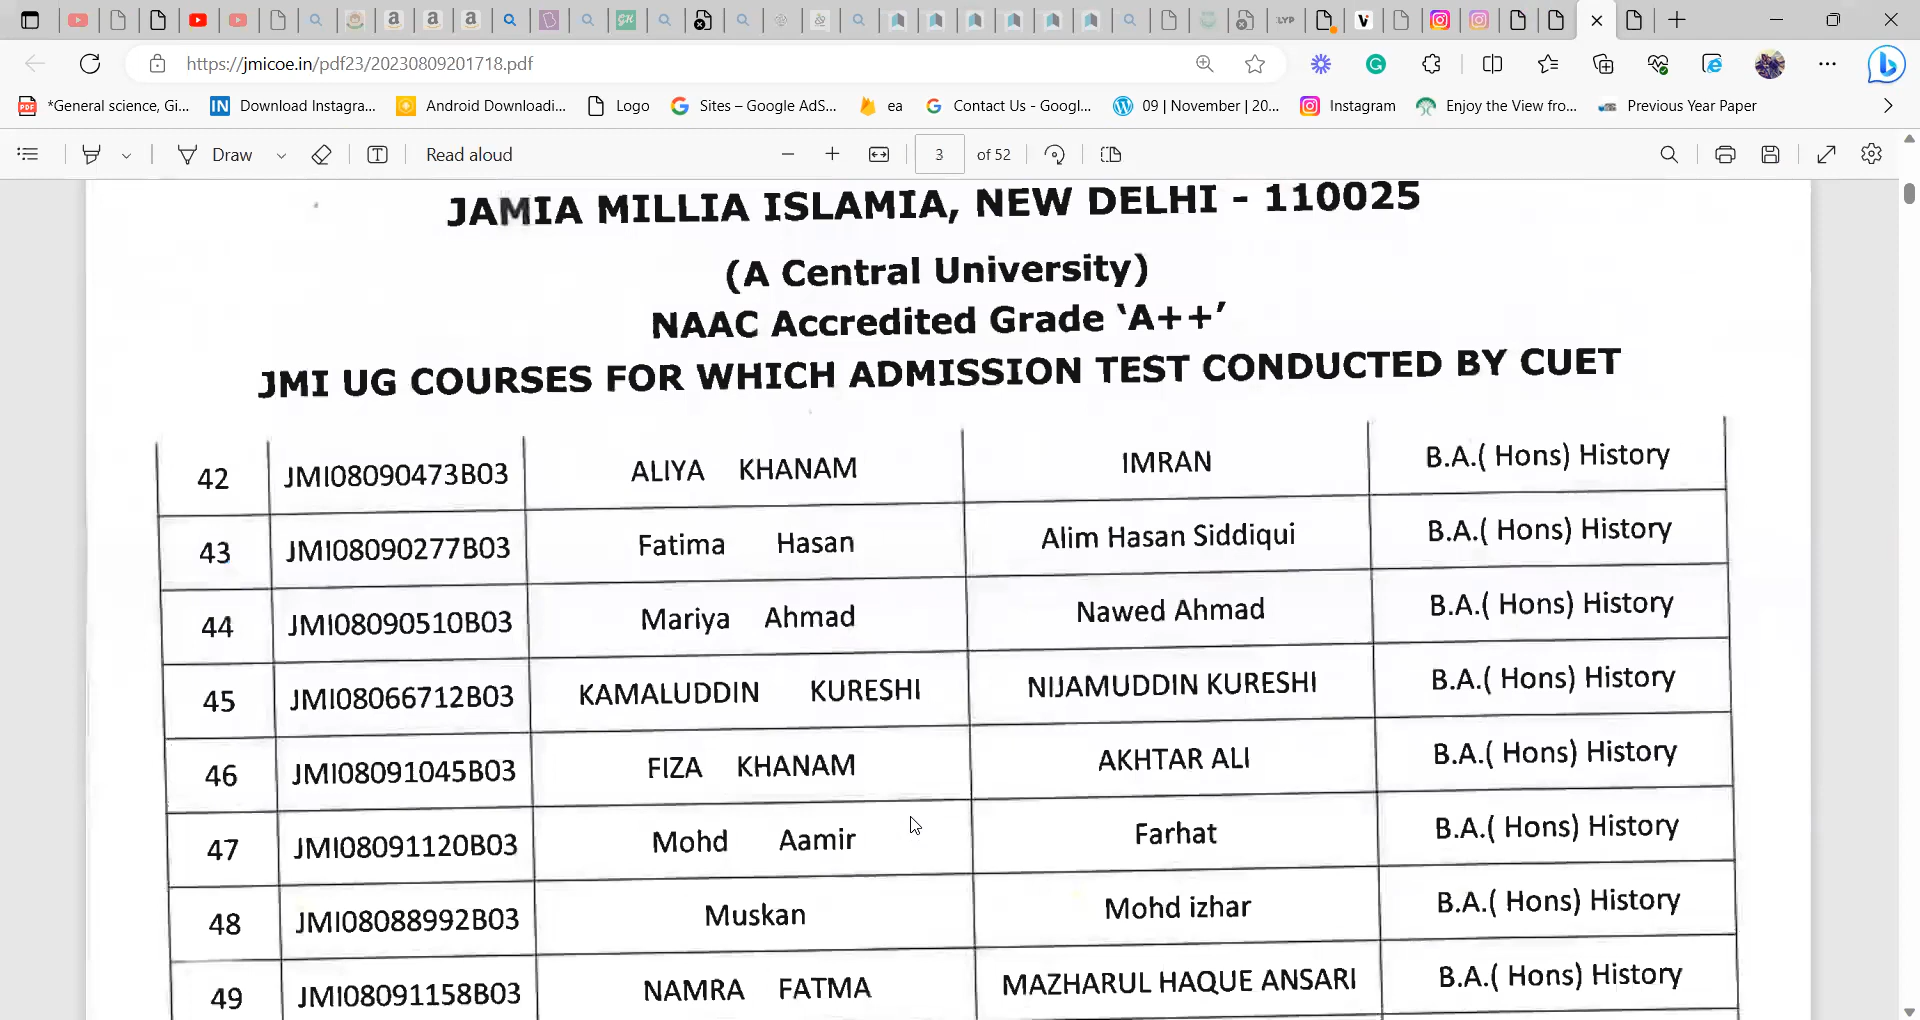 LYP
https://jmicoe.in/pdf23/20230809201718.pdf
*General science, Gi... Download Instagra... Android Downloadi... Logo Sites – Google AdS... ea Contact Us - Googl... 09 | November | 20... Instagram Enjoy the View fro... Previous Year Paper
Draw Read aloud 3 of 52
JAMIA MILLIA ISLAMIA, NEW DELHI - 110025
(A Central University)
NAAC Accredited Grade ‘A++’
JMI UG COURSES FOR WHICH ADMISSION TEST CONDUCTED BY CUET
42 JMI08090473B03 ALIYA KHANAM IMRAN B.A.( Hons) History
43 JMI08090277B03 Fatima Hasan Alim Hasan Siddiqui B.A.( Hons) History
44 JMI08090510B03 Mariya Ahmad Nawed Ahmad B.A.( Hons) History
45 JMI08066712B03 KAMALUDDIN KURESHI NIJAMUDDIN KURESHI B.A.( Hons) History
46 JMI08091045B03 FIZA KHANAM AKHTAR ALI B.A.( Hons) History
47 JMI08091120B03 Mohd Aamir Farhat B.A.( Hons) History
48 JMI08088992B03 Muskan Mohd izhar B.A.( Hons) History
49 JMI08091158B03 NAMRA FATMA MAZHARUL HAQUE ANSARI B.A.( Hons) History